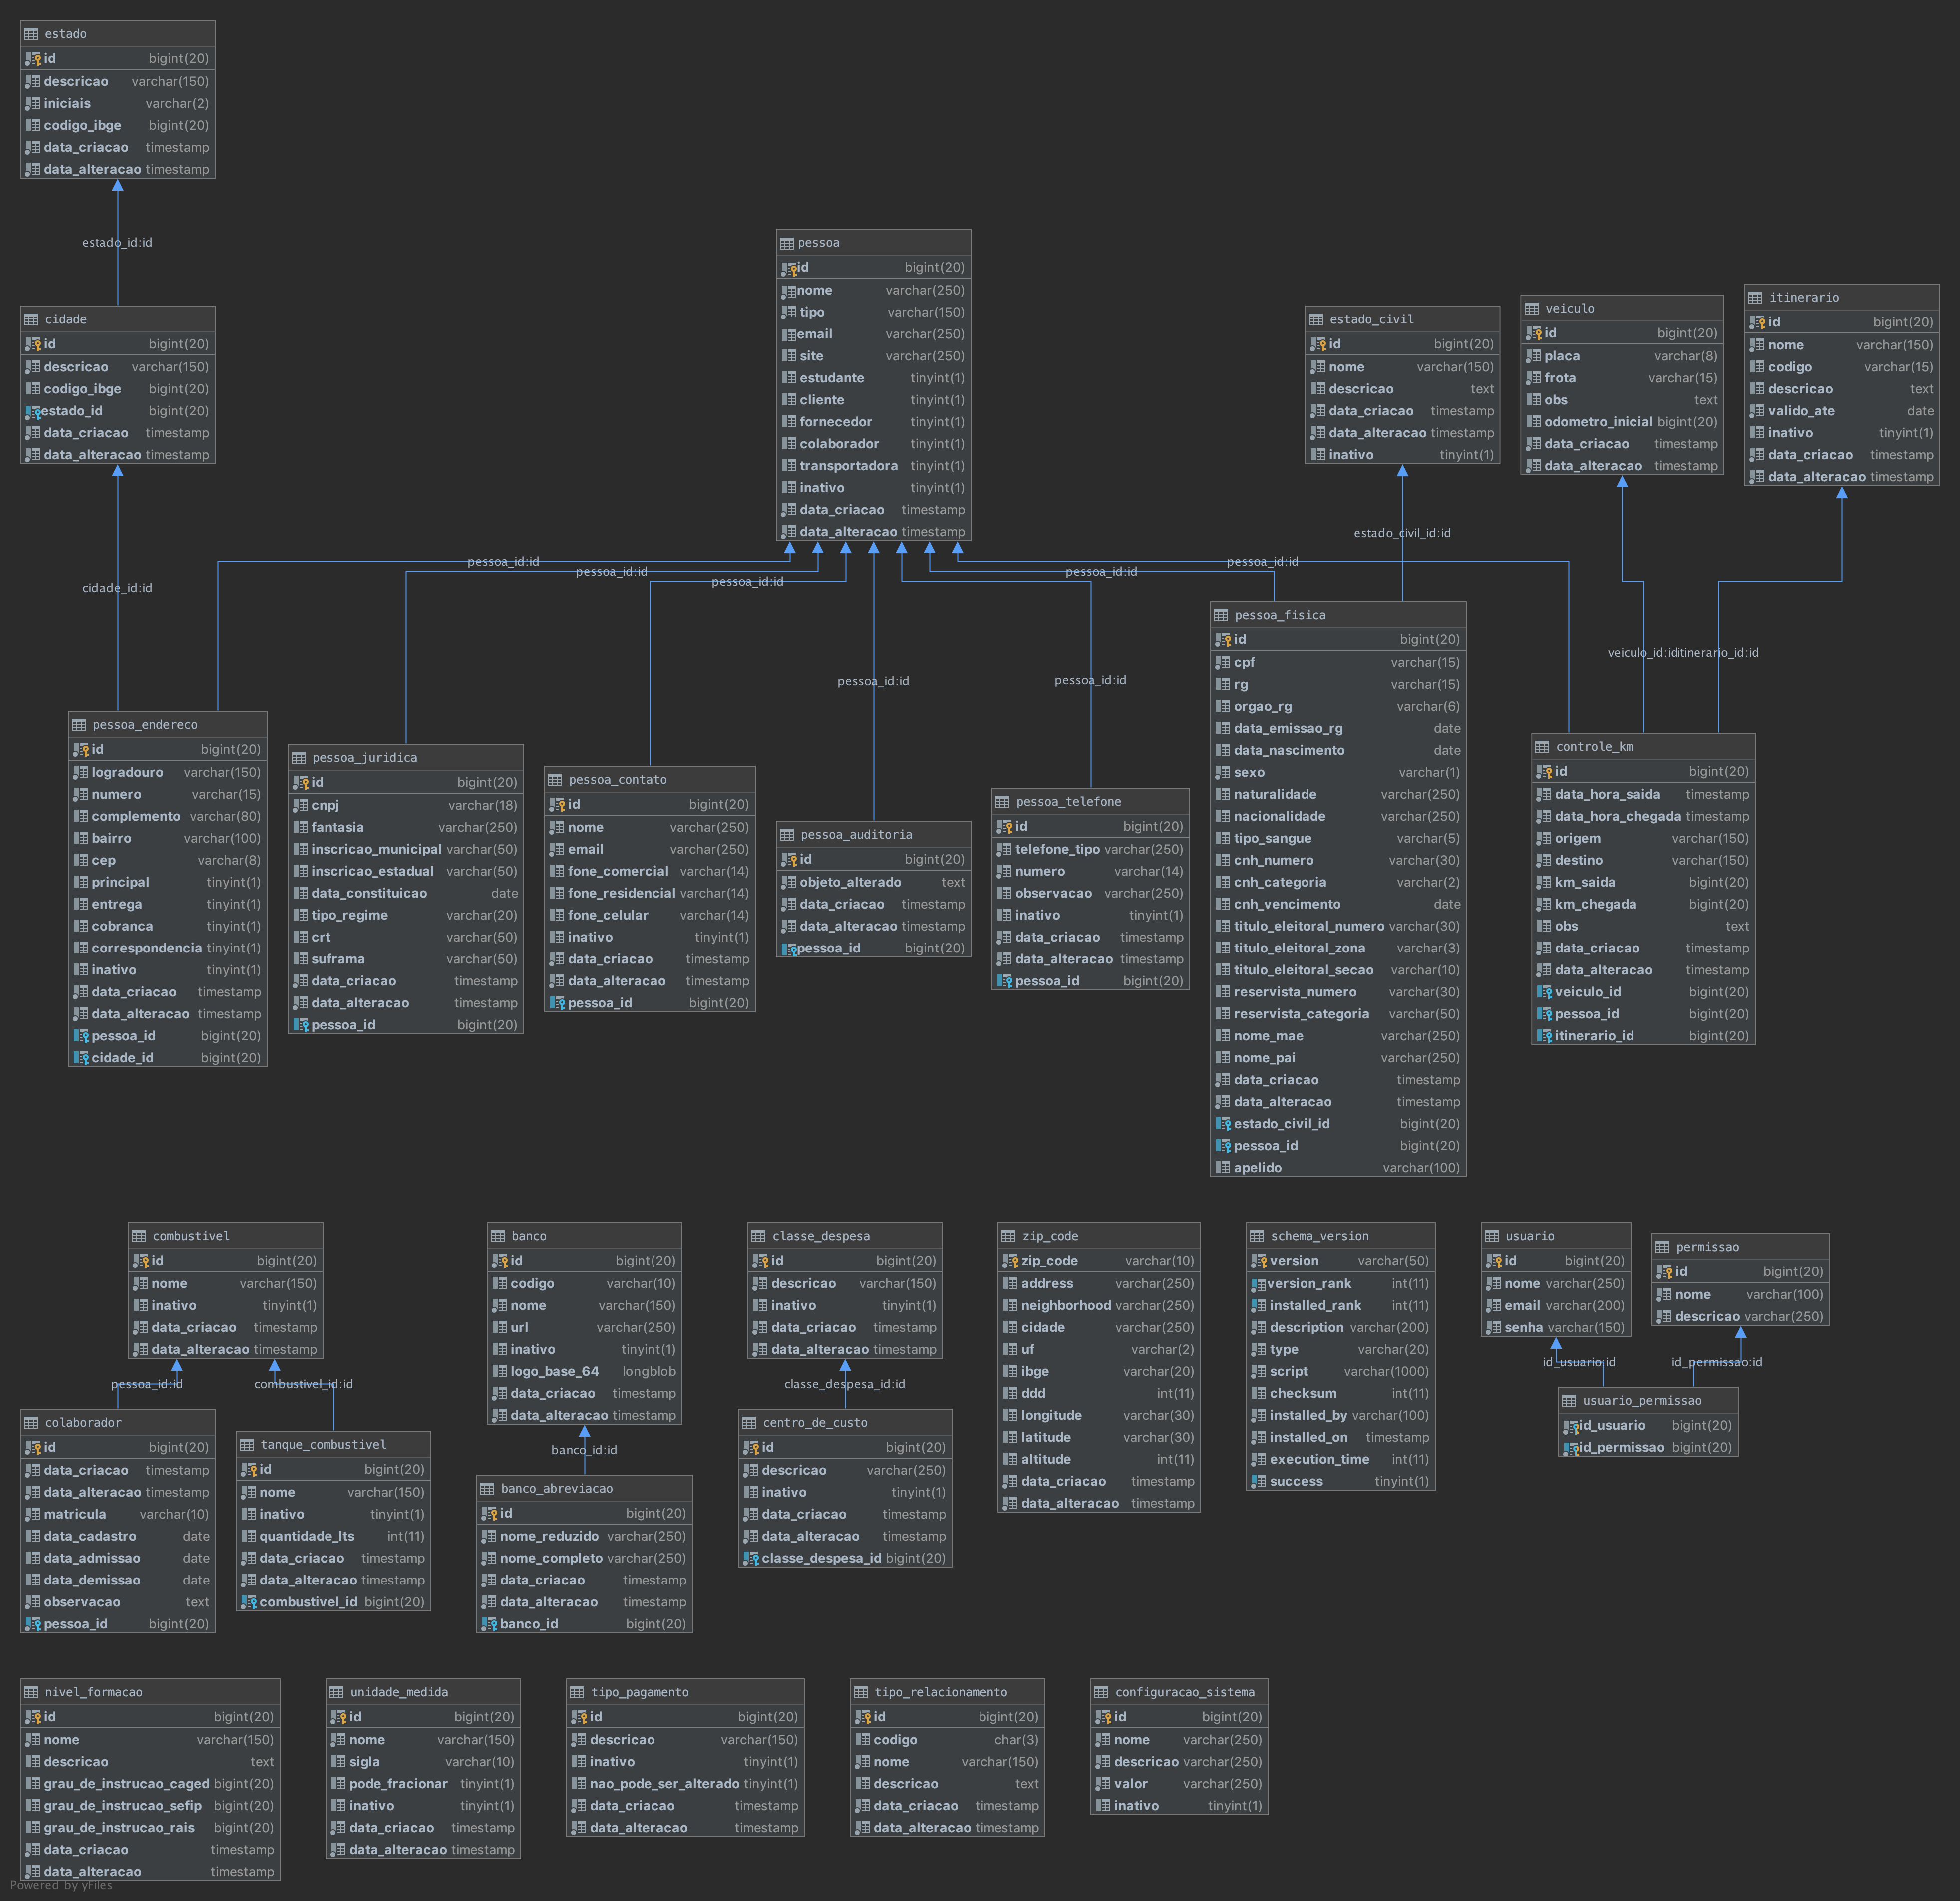 estado
id bigint(20)
descricao varchar(150)
iniciais varchar(2)
codigo_ibge bigint(20)
data_criacao timestamp
data_alteracao timestamp
estado_id:id
cidade
id bigint(20)
descricao varchar(150)
codigo_ibge bigint(20)
estado_id bigint(20)
data_criacao timestamp
data_alteracao timestamp
cidade_id:id
pessoa
id bigint(20)
nome varchar(250)
tipo varchar(150)
email varchar(250)
site varchar(250)
estudante tinyint(1)
cliente tinyint(1)
fornecedor tinyint(1)
colaborador tinyint(1)
transportadora tinyint(1)
inativo tinyint(1)
data_criacao timestamp
data_alteracao timestamp
estado_civil
id bigint(20)
nome varchar(150)
descricao text
data_criacao timestamp
data_alteracao timestamp
inativo tinyint(1)
veiculo
id bigint(20)
placa varchar(8)
frota varchar(15)
obs text
odometro_inicial bigint(20)
data_criacao timestamp
data_alteracao timestamp
itinerario
id bigint(20)
nome varchar(150)
codigo varchar(15)
descricao text
valido_ate date
inativo tinyint(1)
data_criacao timestamp
data_alteracao timestamp
pessoa_id:id
pessoa_id:id
pessoa_id:id
pessoa_id:id
pessoa_id:id
pessoa_id:id
pessoa_id:id
estado_civil_id:id
veiculo_id:id
itinerario_id:id
pessoa_endereco
id bigint(20)
logradouro varchar(150)
numero varchar(15)
complemento varchar(80)
bairro varchar(100)
cep varchar(8)
principal tinyint(1)
entrega tinyint(1)
cobranca tinyint(1)
correspondencia tinyint(1)
inativo tinyint(1)
data_criacao timestamp
data_alteracao timestamp
pessoa_id bigint(20)
cidade_id bigint(20)
pessoa_juridica
id bigint(20)
cnpj varchar(18)
fantasia varchar(250)
inscricao_municipal varchar(50)
inscricao_estadual varchar(50)
data_constituicao date
tipo_regime varchar(20)
crt varchar(50)
suframa varchar(50)
data_criacao timestamp
data_alteracao timestamp
pessoa_id bigint(20)
pessoa_contato
id bigint(20)
nome varchar(250)
email varchar(250)
fone_comercial varchar(14)
fone_residencial varchar(14)
fone_celular varchar(14)
inativo tinyint(1)
data_criacao timestamp
data_alteracao timestamp
pessoa_id bigint(20)
pessoa_auditoria
id bigint(20)
objeto_alterado text
data_criacao timestamp
data_alteracao timestamp
pessoa_id bigint(20)
pessoa_telefone
id bigint(20)
telefone_tipo varchar(250)
numero varchar(14)
observacao varchar(250)
inativo tinyint(1)
data_criacao timestamp
data_alteracao timestamp
pessoa_id bigint(20)
pessoa_fisica
id bigint(20)
cpf varchar(15)
rg varchar(15)
orgao_rg varchar(6)
data_emissao_rg date
data_nascimento date
sexo varchar(1)
naturalidade varchar(250)
nacionalidade varchar(250)
tipo_sangue varchar(5)
cnh_numero varchar(30)
cnh_categoria varchar(2)
cnh_vencimento date
titulo_eleitoral_numero varchar(30)
titulo_eleitoral_zona varchar(3)
titulo_eleitoral_secao varchar(10)
reservista_numero varchar(30)
reservista_categoria varchar(50)
nome_mae varchar(250)
nome_pai varchar(250)
data_criacao timestamp
data_alteracao timestamp
estado_civil_id bigint(20)
pessoa_id bigint(20)
apelido varchar(100)
controle_km
id bigint(20)
data_hora_saida timestamp
data_hora_chegada timestamp
origem varchar(150)
destino varchar(150)
km_saida bigint(20)
km_chegada bigint(20)
obs text
data_criacao timestamp
data_alteracao timestamp
veiculo_id bigint(20)
pessoa_id bigint(20)
itinerario_id bigint(20)
combustivel
id bigint(20)
nome varchar(150)
inativo tinyint(1)
data_criacao timestamp
data_alteracao timestamp
pessoa_id:id
combustivel_id:id
colaborador
id bigint(20)
data_criacao timestamp
data_alteracao timestamp
matricula varchar(10)
data_cadastro date
data_admissao date
data_demissao date
observacao text
pessoa_id bigint(20)
tanque_combustivel
id bigint(20)
nome varchar(150)
inativo tinyint(1)
quantidade_lts int(11)
data_criacao timestamp
data_alteracao timestamp
combustivel_id bigint(20)
banco
id bigint(20)
codigo varchar(10)
nome varchar(150)
url varchar(250)
inativo tinyint(1)
logo_base_64 longblob
data_criacao timestamp
data_alteracao timestamp
banco_id:id
banco_abreviacao
id bigint(20)
nome_reduzido varchar(250)
nome_completo varchar(250)
data_criacao timestamp
data_alteracao timestamp
banco_id bigint(20)
classe_despesa
id bigint(20)
descricao varchar(150)
inativo tinyint(1)
data_criacao timestamp
data_alteracao timestamp
classe_despesa_id:id
centro_de_custo
id bigint(20)
descricao varchar(250)
inativo tinyint(1)
data_criacao timestamp
data_alteracao timestamp
classe_despesa_id bigint(20)
zip_code
zip_code varchar(10)
address varchar(250)
neighborhood varchar(250)
cidade varchar(250)
uf varchar(2)
ibge varchar(20)
ddd int(11)
longitude varchar(30)
latitude varchar(30)
altitude int(11)
data_criacao timestamp
data_alteracao timestamp
schema_version
version varchar(50)
version_rank int(11)
installed_rank int(11)
description varchar(200)
type varchar(20)
script varchar(1000)
checksum int(11)
installed_by varchar(100)
installed_on timestamp
execution_time int(11)
success tinyint(1)
usuario
id bigint(20)
nome varchar(250)
email varchar(200)
senha varchar(150)
permissao
id bigint(20)
nome varchar(100)
descricao varchar(250)
id_usuario:id
id_permissao:id
usuario_permissao
id_usuario bigint(20)
id_permissao bigint(20)
nivel_formacao
id bigint(20)
nome varchar(150)
descricao text
grau_de_instrucao_caged bigint(20)
grau_de_instrucao_sefip bigint(20)
grau_de_instrucao_rais bigint(20)
data_criacao timestamp
data_alteracao timestamp
unidade_medida
id bigint(20)
nome varchar(150)
sigla varchar(10)
pode_fracionar tinyint(1)
inativo tinyint(1)
data_criacao timestamp
data_alteracao timestamp
tipo_pagamento
id bigint(20)
descricao varchar(150)
inativo tinyint(1)
nao_pode_ser_alterado tinyint(1)
data_criacao timestamp
data_alteracao timestamp
tipo_relacionamento
id bigint(20)
codigo char(3)
nome varchar(150)
descricao text
data_criacao timestamp
data_alteracao timestamp
configuracao_sistema
id bigint(20)
nome varchar(250)
descricao varchar(250)
valor varchar(250)
inativo tinyint(1)
Powered by yFiles